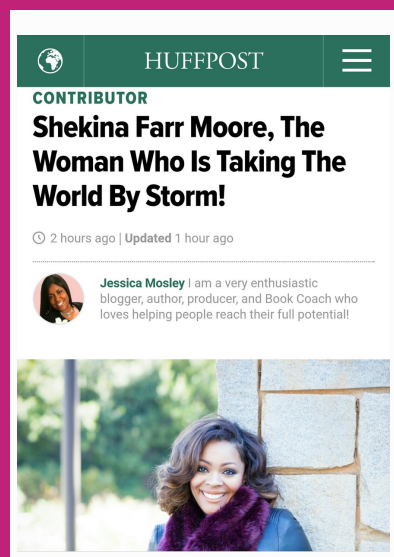 HUFFPOST
CONTRIBUTOR
Shekina Farr Moore, The
Woman Who Is Taking The
World By Storm!
2 hours ago | Updated 1 hour ago
Jessica Mosley I am a very enthusiastic
blogger, author, producer, and Book Coach who
loves helping people reach their full potential!